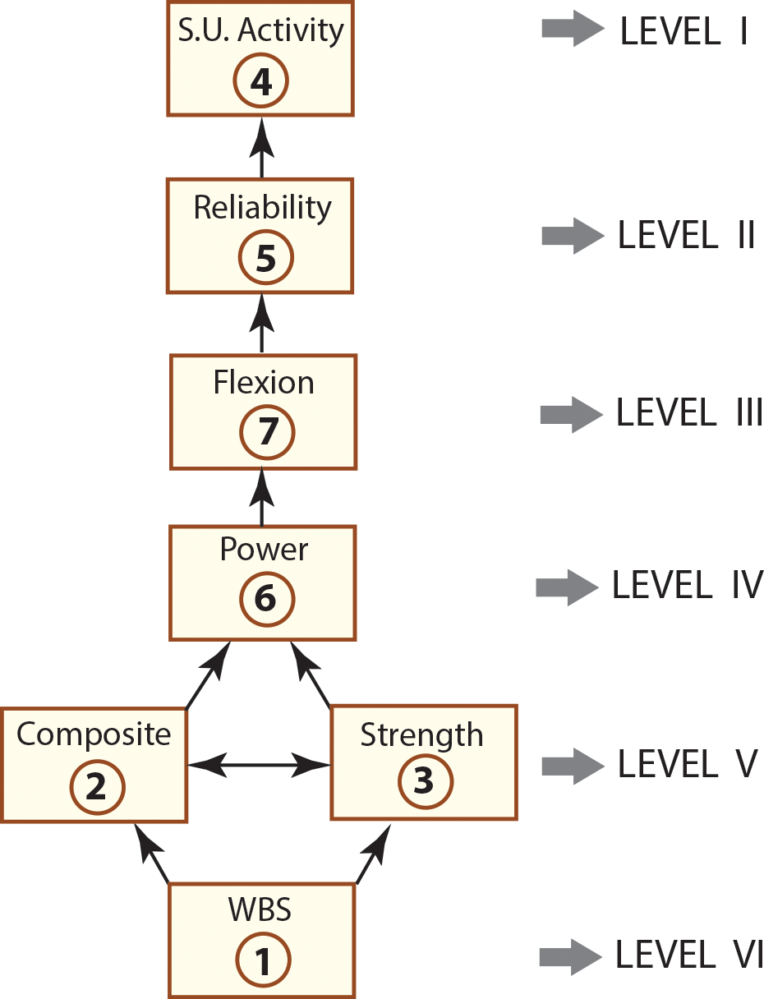 S.U. Activity
4
LEVEL I
Reliability
5
LEVEL II
Flexion
7
LEVEL III
Power
6
LEVEL IV
Composite
2
Strength
3
LEVEL V
WBS
1
LEVEL VI